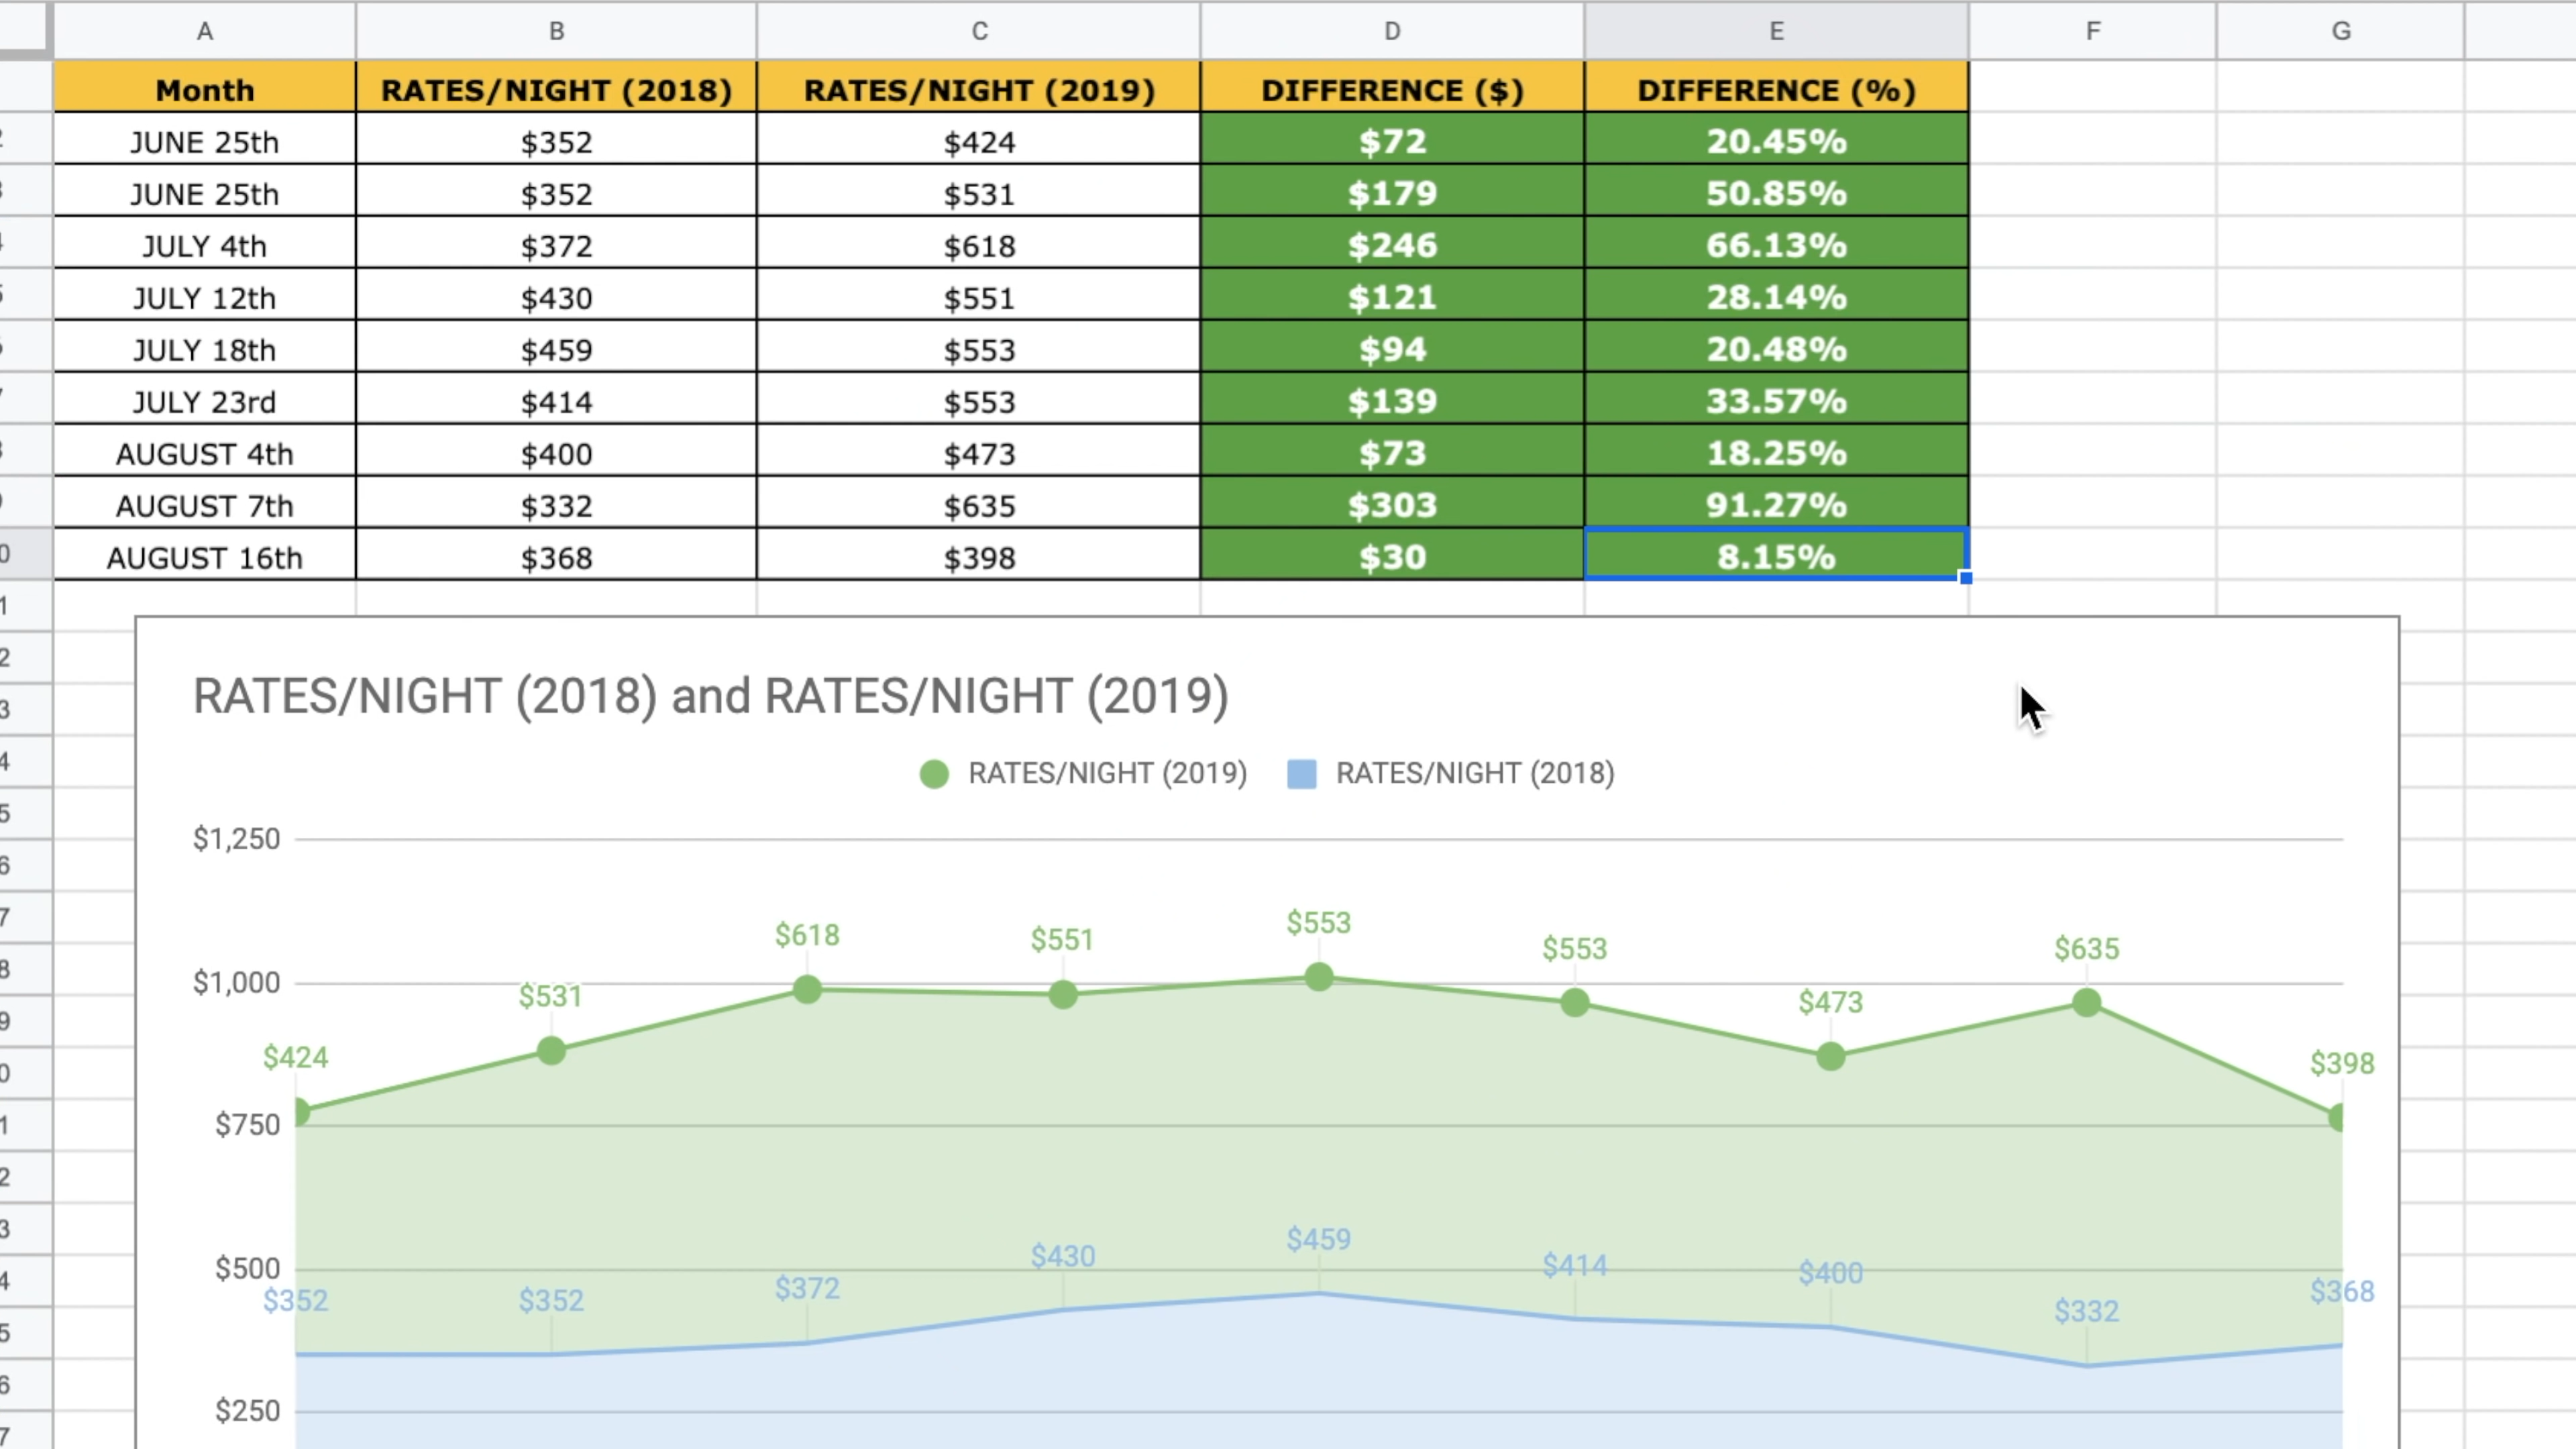 A B C D E F G
Month RATES/NIGHT (2018) RATES/NIGHT (2019) DIFFERENCE ($) DIFFERENCE (%)
JUNE 25th $352 $424 $72 20.45%
JUNE 25th $352 $531 $179 50.85%
JULY 4th $372 $618 $246 66.13%
JULY 12th $430 $551 $121 28.14%
JULY 18th $459 $553 $94 20.48%
JULY 23rd $414 $553 $139 33.57%
AUGUST 4th $400 $473 $73 18.25%
AUGUST 7th $332 $635 $303 91.27%
AUGUST 16th $368 $398 $30 8.15%
RATES/NIGHT (2018) and RATES/NIGHT (2019)
RATES/NIGHT (2019) RATES/NIGHT (2018)
$1,250
$618 $551 $553 $553 $635
$1,000 $531 $473
$424 $398
$750
$430 $459 $414
$500 $400
$352 $352 $372 $332 $368
$250